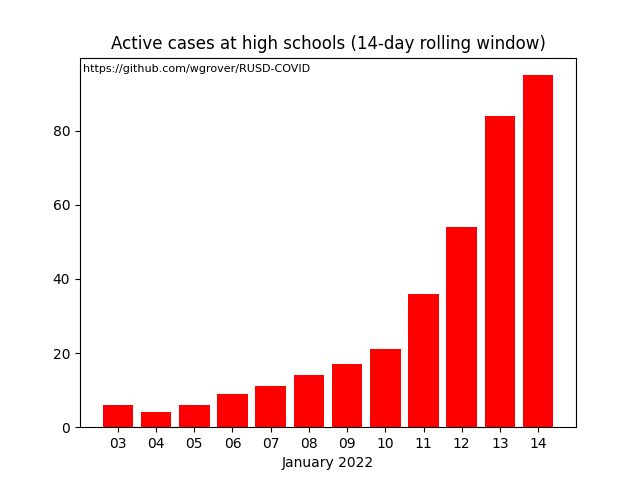 Active cases at high schools (14-day rolling window)
https://github.com/wgrover/RUSD-COVID
80
60
40
20
0
03 04 05 06 07 08 09 10 11 12 13 14
January 2022